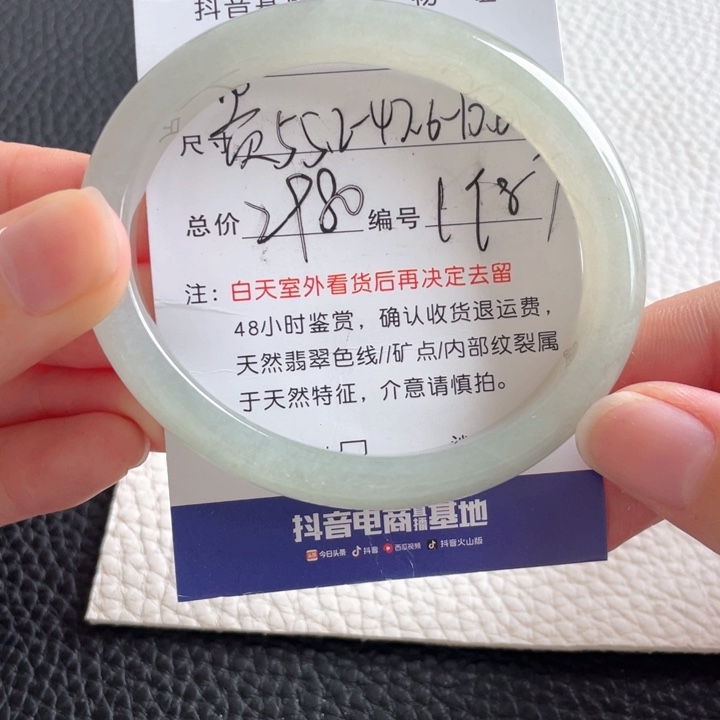 抖音基
尺寸 贵55.2-47.6-12.
总价 2980 编号
注：白天室外看货后再决定去留
48小时鉴赏，确认收货退运费，
天然翡翠色线//矿点/内部纹裂属
于天然特征，介意请慎拍。
抖音电商直播基地
今日头条 抖音 西瓜视频 抖音火山版